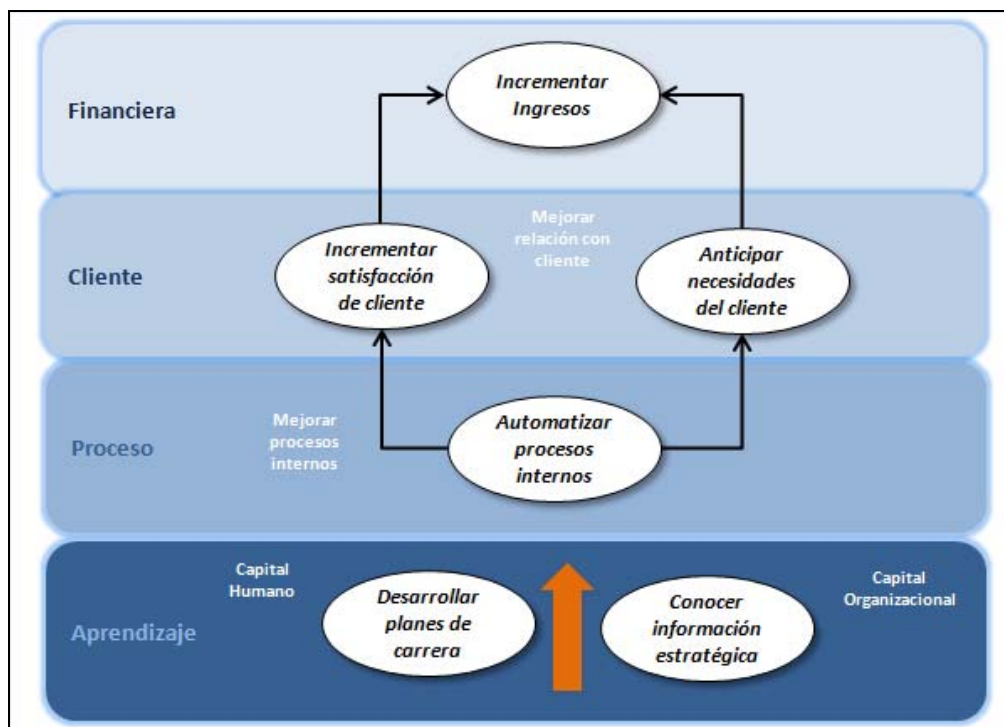 Financiera
Incrementar
Ingresos
Cliente
Incrementar
satisfacción
de cliente
Mejorar
relación con
cliente
Anticipar
necesidades
del cliente
Proceso
Mejorar
procesos
internos
Automatizar
procesos
internos
Aprendizaje
Capital
Humano
Desarrollar
planes de
carrera
Conocer
información
estratégica
Capital
Organizacional